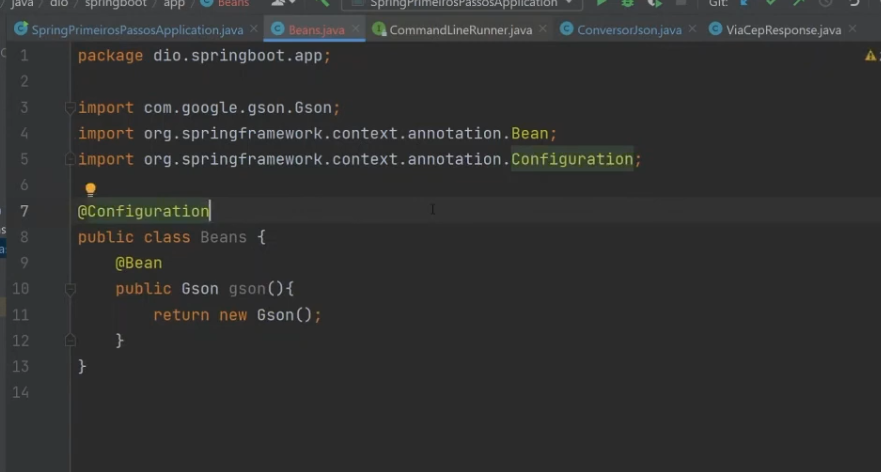 java dio springboot app Beans SpringPrimeirosPassosApplication Git:
SpringPrimeirosPassosApplication.java Beans.java CommandLineRunner.java ConversorJson.java ViaCepResponse.java
1 package dio.springboot.app;
2
3 import com.google.gson.Gson;
4 import org.springframework.context.annotation.Bean;
5 import org.springframework.context.annotation.Configuration;
6
7 @Configuration
8 public class Beans {
9 @Bean
10 public Gson gson(){
11 return new Gson();
12 }
13 }
14